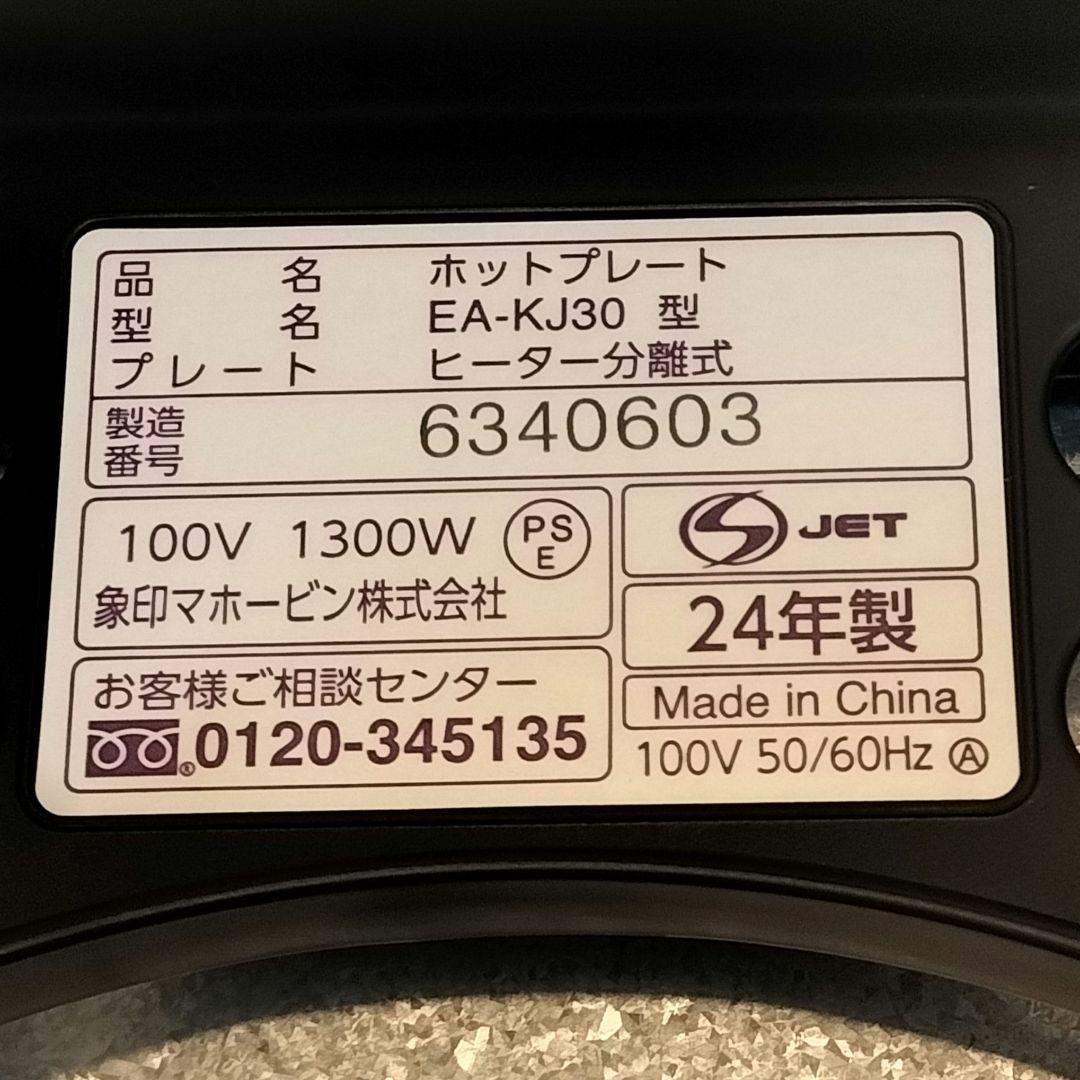 品名 ホットプレート
型名 EA-KJ30 型
プレート ヒーター分離式
製造番号 6340603
100V 1300W PSE
象印マホービン株式会社
お客様ご相談センター
0120-345135
S JET
24年製
Made in China
100V 50/60Hz Ⓐ